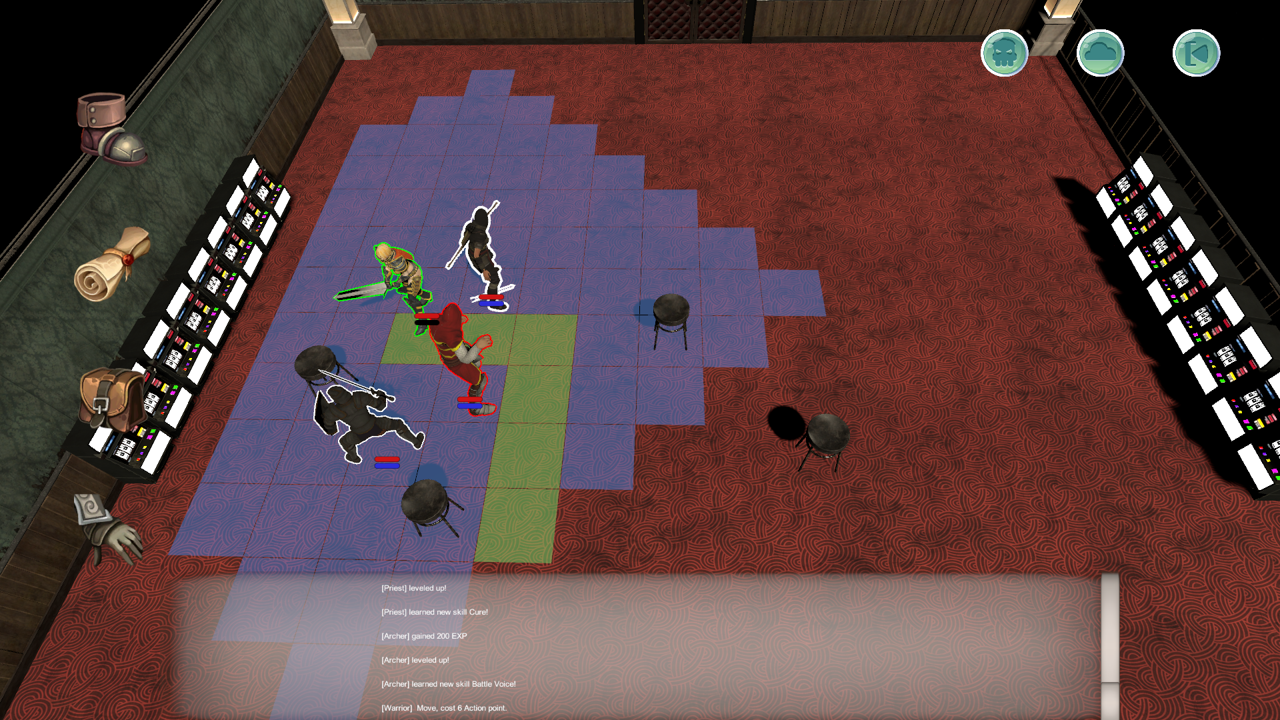 [Priest] leveled up!
[Priest] learned new skill Cure!
[Archer] gained 200 EXP
[Archer] leveled up!
[Archer] learned new skill Battle Voice!
[Warrior]  Move, cost 6 Action point.